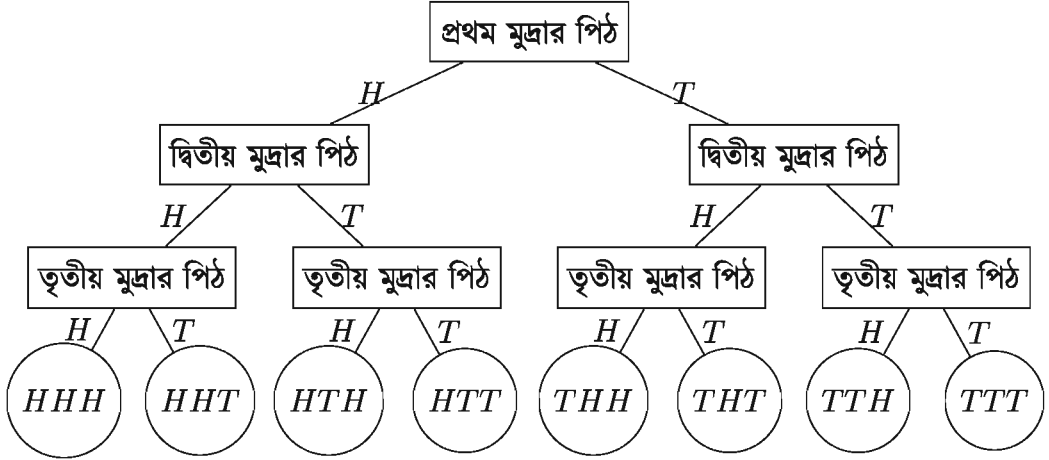 প্রথম মুদ্রার পিঠ
H T
দ্বিতীয় মুদ্রার পিঠ দ্বিতীয় মুদ্রার পিঠ
H T H T
তৃতীয় মুদ্রার পিঠ তৃতীয় মুদ্রার পিঠ তৃতীয় মুদ্রার পিঠ তৃতীয় মুদ্রার পিঠ
H T H T H T H T
HHH HHT HTH HTT THH THT TTH TTT